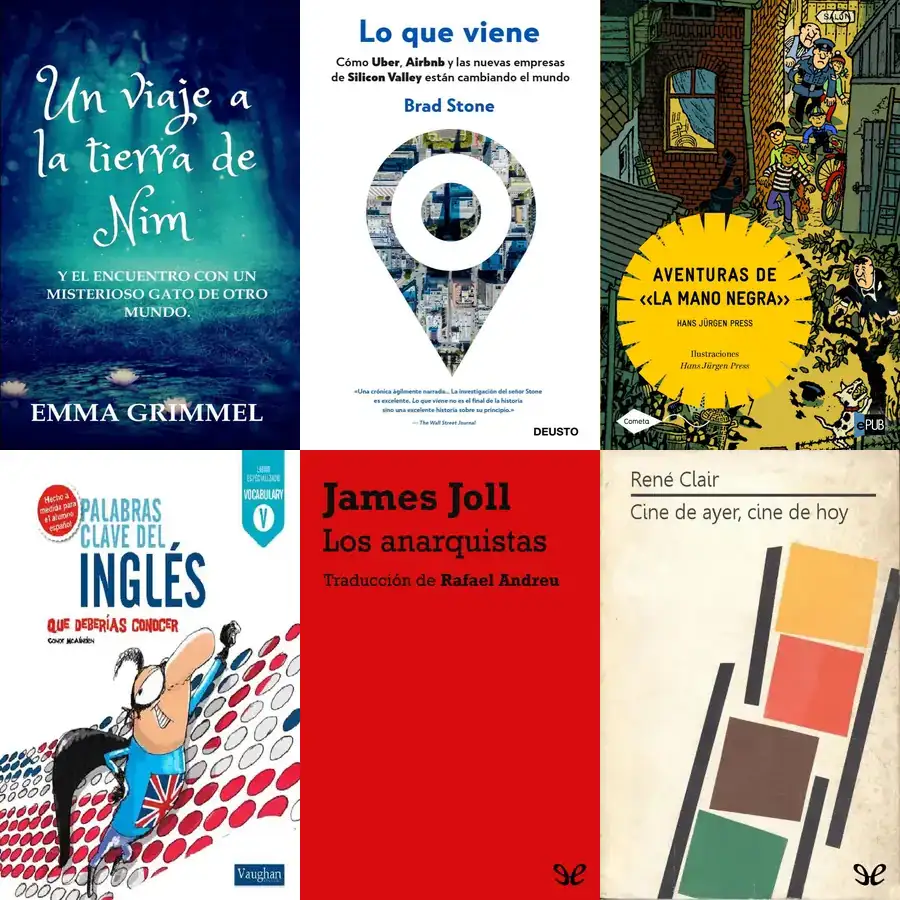 Un viaje a
la tierra de
Nim
Y EL ENCUENTRO CON UN
MISTERIOSO GATO DE OTRO
MUNDO.
EMMA GRIMMEL
Lo que viene
Cómo Uber, Airbnb y las nuevas empresas
de Silicon Valley están cambiando el mundo
Brad Stone
«Una crónica ágilmente narrada... La investigación del señor Stone
es excelente. Lo que viene no es el final de la historia
sino una excelente historia sobre su principio.»
— The Wall Street Journal
DEUSTO
SALÓN
AVENTURAS DE
«LA MANO NEGRA»
HANS JÜRGEN PRESS
Ilustraciones
Hans Jürgen Press
Cometa
ePUB
Hecho a
medida para
el alumno
español
LIBRO
ESPECIALIZADO
VOCABULARY
V
PALABRAS
CLAVE DEL
INGLÉS
QUE DEBERÍAS CONOCER
Vaughan
James Joll
Los anarquistas
Traducción de Rafael Andreu
René Clair
Cine de ayer, cine de hoy